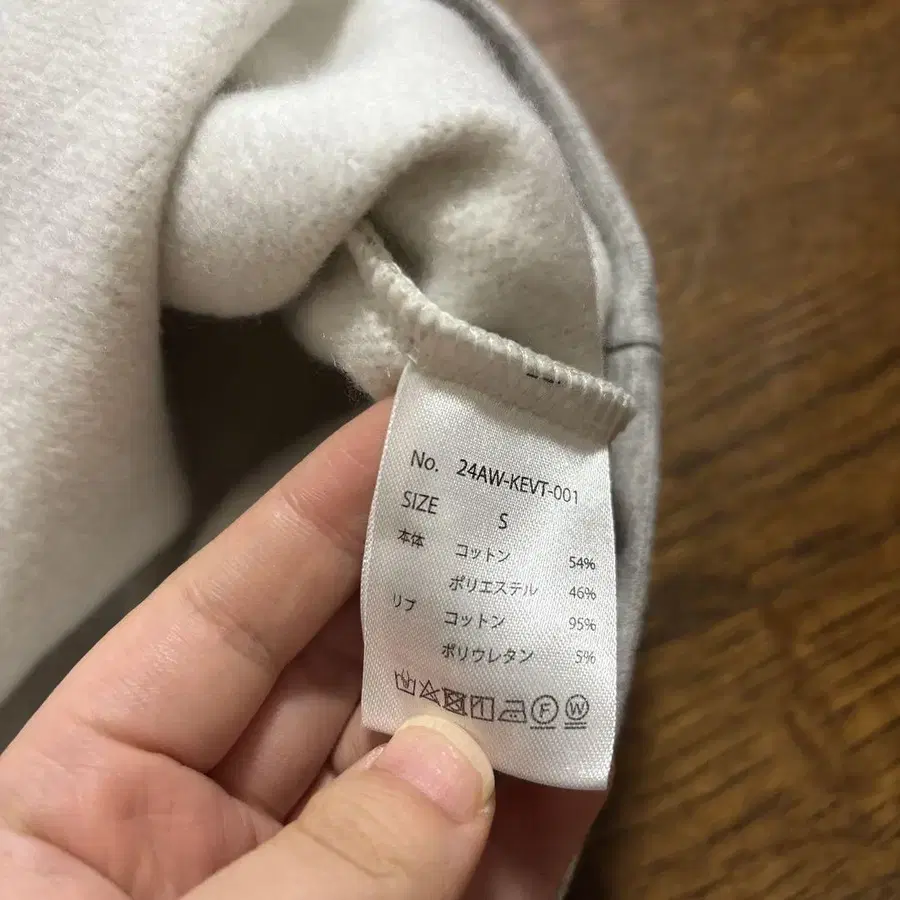 No. 24AW-KEVT-001
SIZE S
本体 コットン 54%
ポリエステル 46%
リブ コットン 95%
ポリウレタン 5%
F W